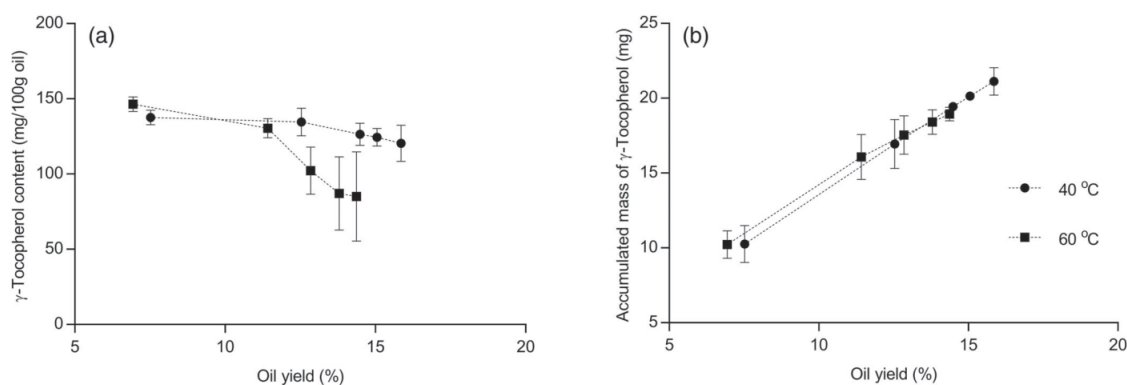 (a)
γ-Tocopherol content (mg/100g oil)
200
150
100
50
0
5
10
15
20
Oil yield (%)
(b)
Accumulated mass of γ-Tocopherol (mg)
25
20
15
10
5
5
10
15
20
Oil yield (%)
40 °C
60 °C